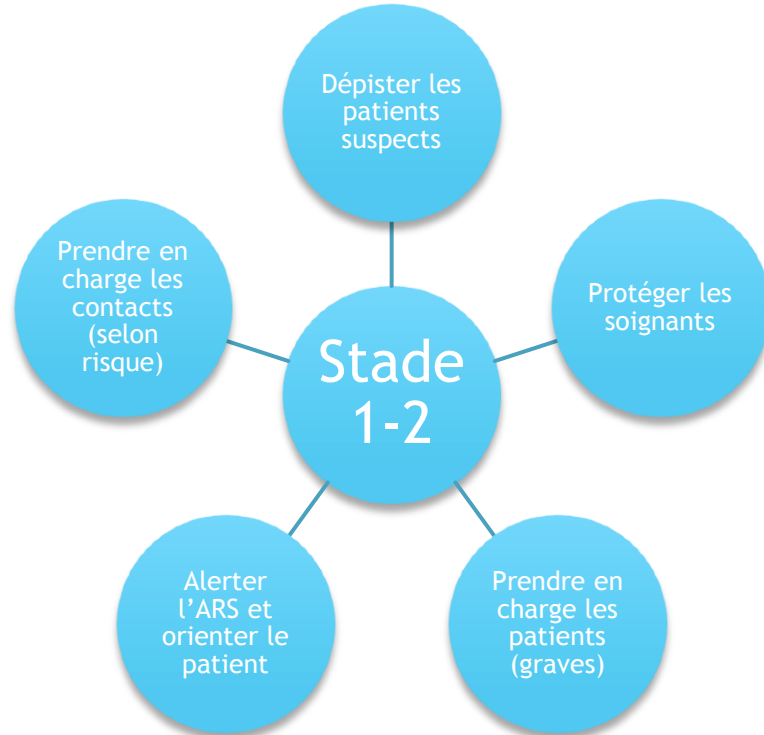 Dépister les
patients
suspects
Prendre en
charge les
contacts
(selon
risque)
Protéger les
soignants
Stade
1-2
Alerter
l’ARS et
orienter le
patient
Prendre en
charge les
patients
(graves)